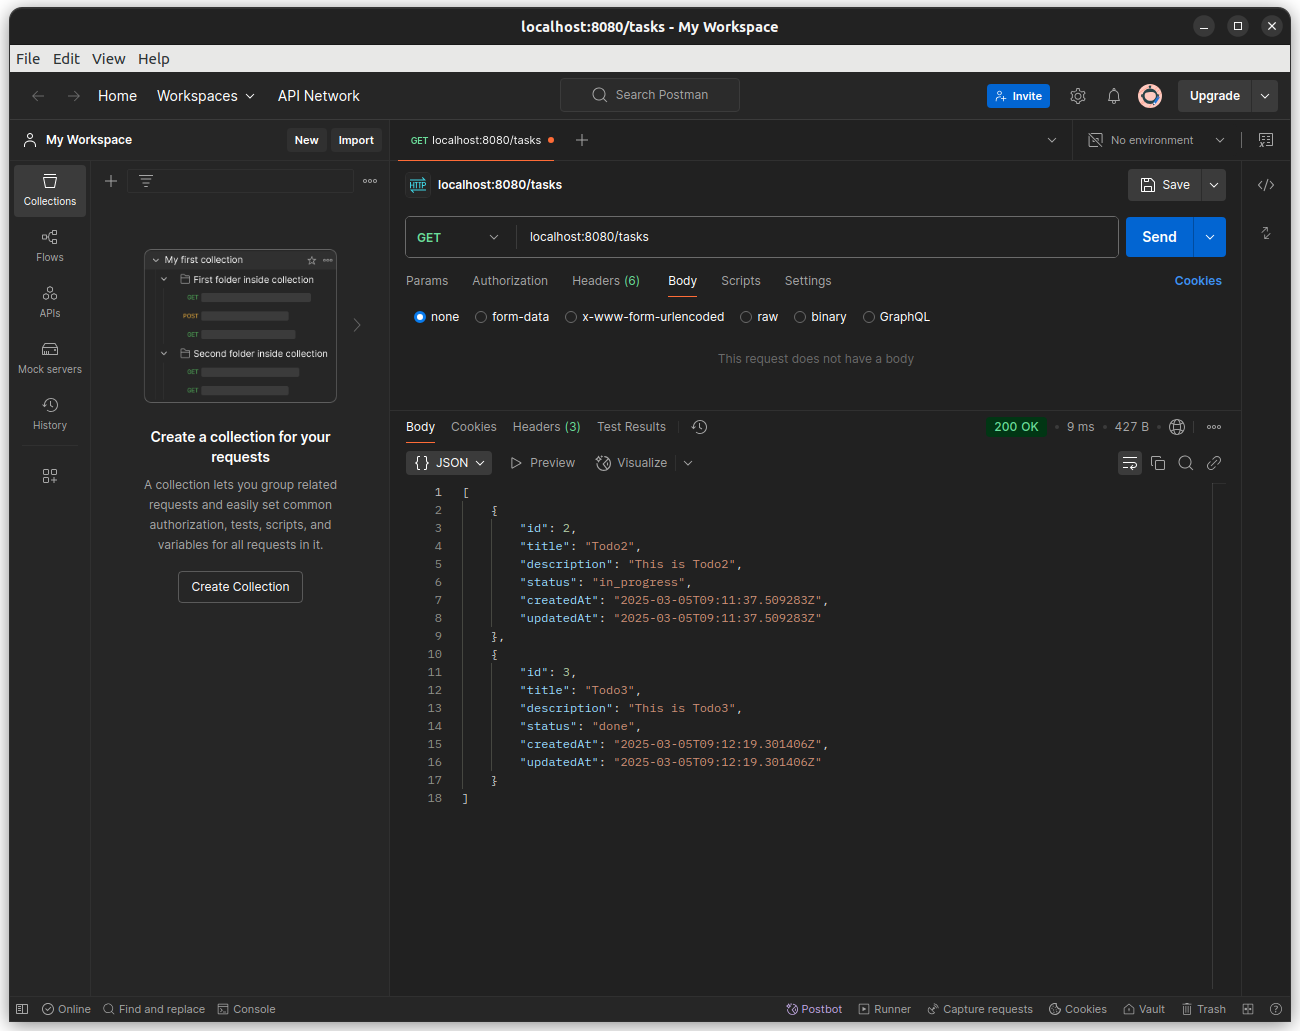 localhost:8080/tasks - My Workspace
File Edit View Help
Home Workspaces API Network Search Postman Invite Upgrade
My Workspace New Import GET localhost:8080/tasks No environment
Collections
Flows
APIs
Mock servers
History
My first collection
First folder inside collection
GET
POST
GET
Second folder inside collection
GET
GET
Create a collection for your
requests
A collection lets you group related
requests and easily set common
authorization, tests, scripts, and
variables for all requests in it.
Create Collection
HTTP localhost:8080/tasks Save
GET localhost:8080/tasks Send
Params Authorization Headers (6) Body Scripts Settings Cookies
none form-data x-www-form-urlencoded raw binary GraphQL
This request does not have a body
Body Cookies Headers (3) Test Results 200 OK • 9 ms • 427 B •
{} JSON Preview Visualize
1 [
2 {
3 "id": 2,
4 "title": "Todo2",
5 "description": "This is Todo2",
6 "status": "in_progress",
7 "createdAt": "2025-03-05T09:11:37.509283Z",
8 "updatedAt": "2025-03-05T09:11:37.509283Z"
9 },
10 {
11 "id": 3,
12 "title": "Todo3",
13 "description": "This is Todo3",
14 "status": "done",
15 "createdAt": "2025-03-05T09:12:19.301406Z",
16 "updatedAt": "2025-03-05T09:12:19.301406Z"
17 }
18 ]
Online Find and replace Console Postbot Runner Capture requests Cookies Vault Trash